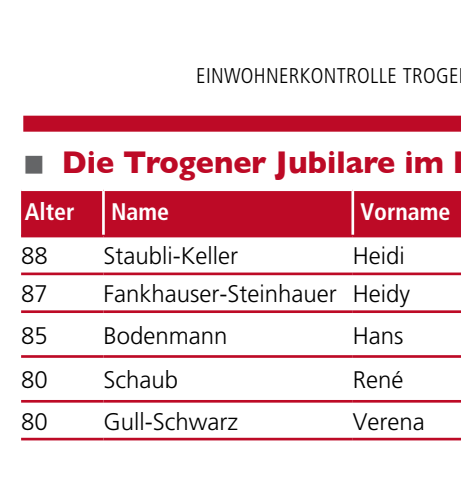 EINWOHNERKONTROLLE
■ Die Trogener Jubilare im
Alter Name Vorname
88 Staubli-Keller Heidi
87 Fankhauser-Steinhauer Heidy
85 Bodenmann Hans
80 Schaub René
80 Gull-Schwarz Verena